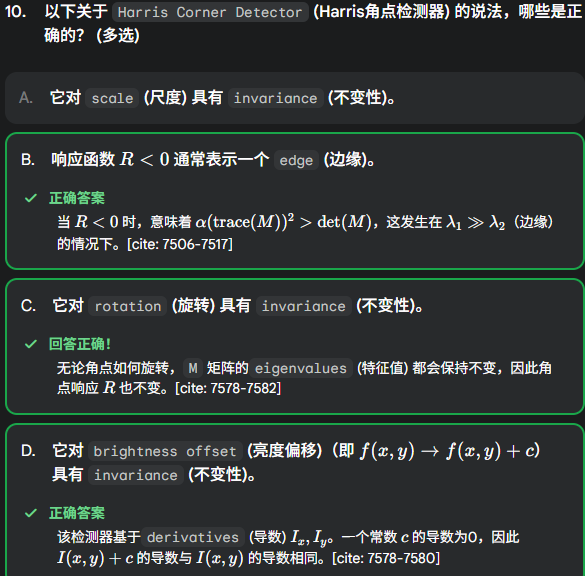 10. 以下关于 Harris Corner Detector (Harris角点检测器) 的说法，哪些是正
确的？ (多选)
A. 它对 scale (尺度) 具有 invariance (不变性)。
B. 响应函数 R < 0 通常表示一个 edge (边缘)。
正确答案
当 R < 0 时，意味着 α(trace(M))² > det(M)，这发生在 λ₁ ≫ λ₂（边缘）
的情况下。[cite: 7506-7517]
C. 它对 rotation (旋转) 具有 invariance (不变性)。
回答正确！
无论角点如何旋转， M 矩阵的 eigenvalues (特征值) 都会保持不变，因此角
点响应 R 也不变。[cite: 7578-7582]
D. 它对 brightness offset (亮度偏移)（即 f(x, y) → f(x, y) + c）
具有 invariance (不变性)。
正确答案
该检测器基于 derivatives (导数) Iₓ, Iᵧ。一个常数 c 的导数为0，因此
I(x, y) + c 的导数与 I(x, y) 的导数相同。[cite: 7578-7580]